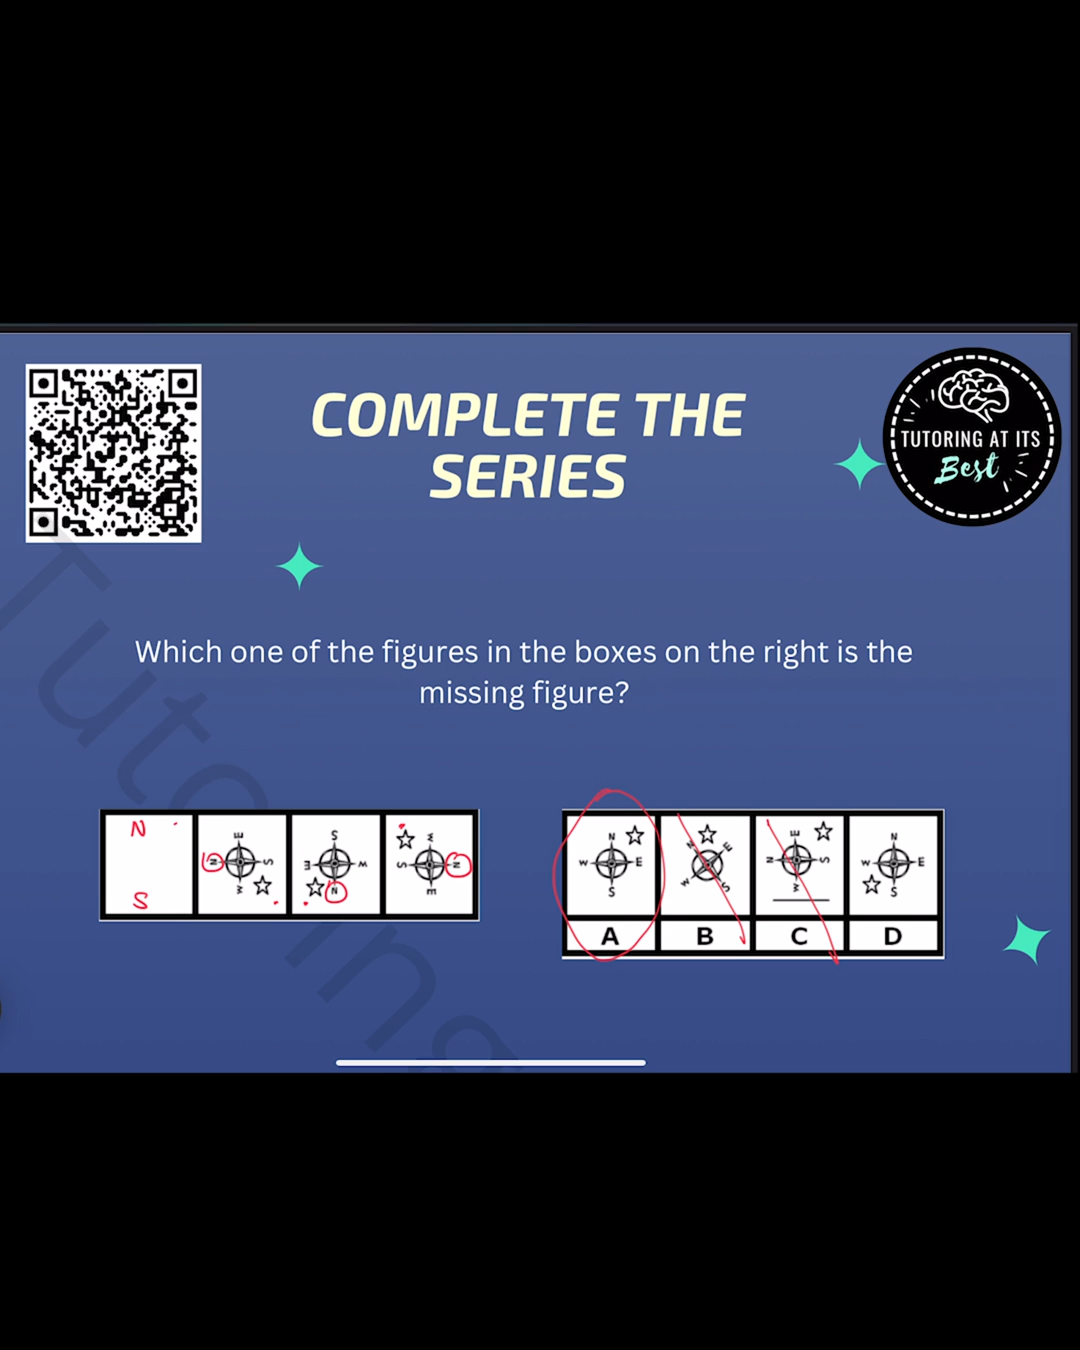 TUTORING AT ITS
Best
COMPLETE THE
SERIES
Tutoring
Which one of the figures in the boxes on the right is the
missing figure?
N
S
N E S W
S W N E
W N E S
N E S W
N E S W
E S W N
N E S W
A B C D